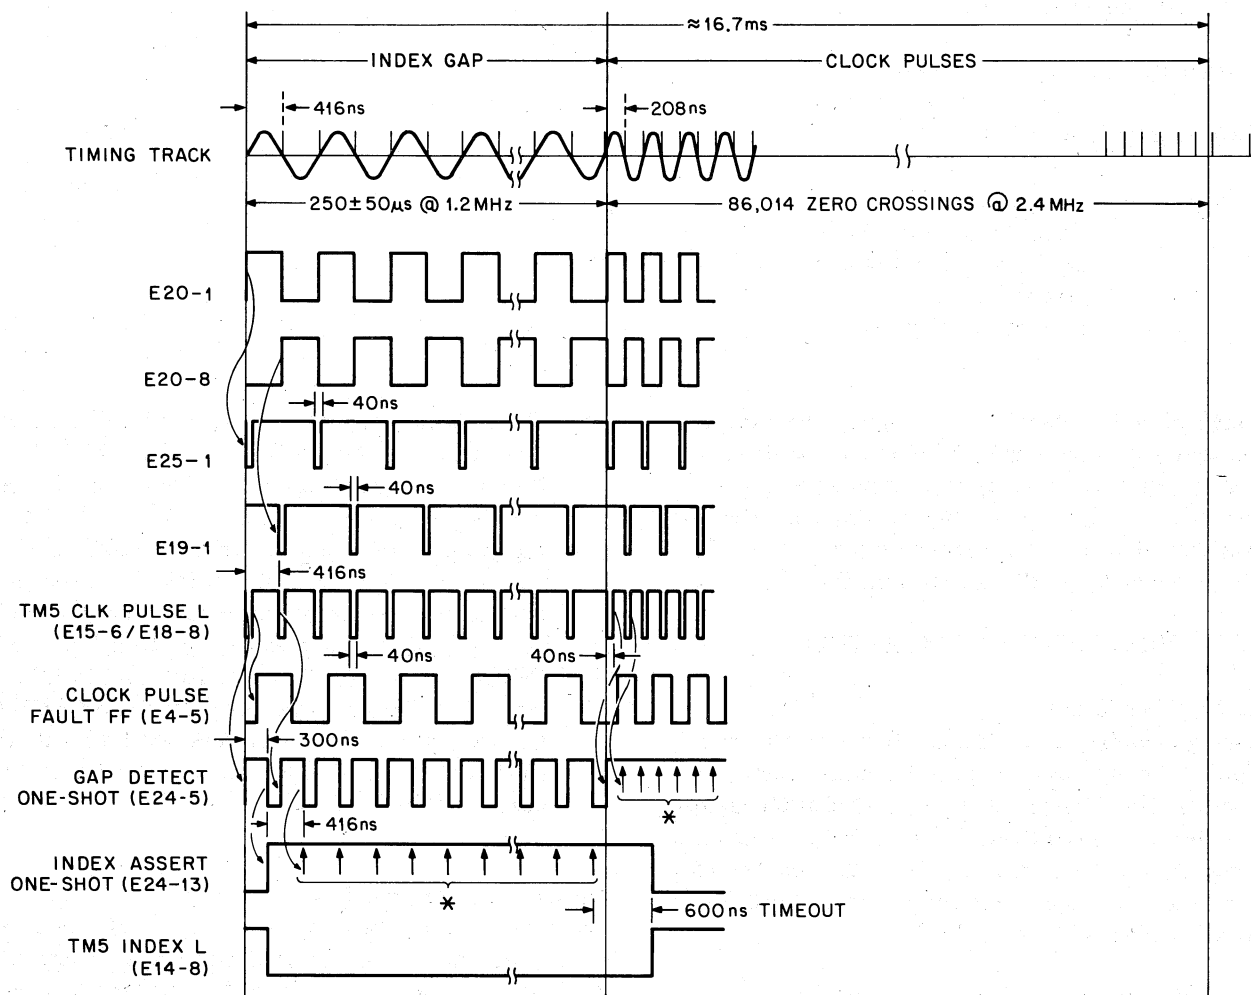 ≈16.7ms
INDEX GAP
CLOCK PULSES
416ns
208ns
TIMING TRACK
250±50µs @ 1.2MHz
86,014 ZERO CROSSINGS @ 2.4MHz
E20-1
E20-8
40ns
E25-1
40ns
E19-1
416ns
TM5 CLK PULSE L
(E15-6/E18-8)
40ns
40ns
CLOCK PULSE
FAULT FF (E4-5)
300ns
GAP DETECT
ONE-SHOT (E24-5)
*
416ns
INDEX ASSERT
ONE-SHOT (E24-13)
*
600ns TIMEOUT
TM5 INDEX L
(E14-8)